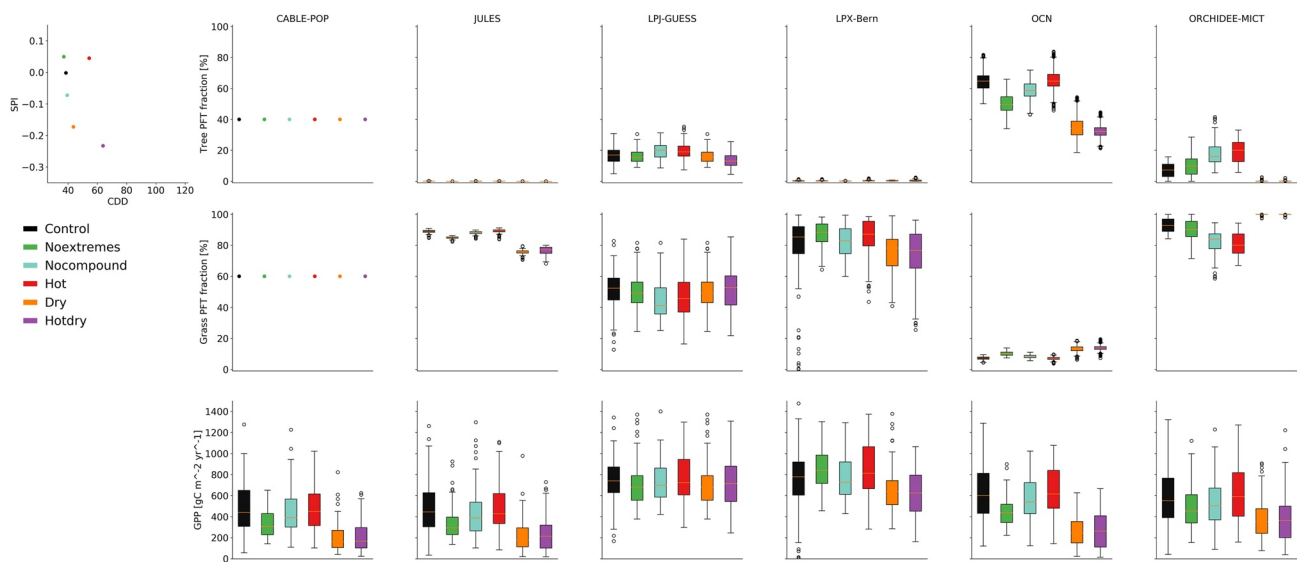 CABLE-POP JULES LPJ-GUESS LPX-Bern OCN ORCHIDEE-MICT
0.1
0.0
−0.1
−0.2
−0.3
SPI
40 60 80 100 120
CDD
100
80
60
40
20
0
Tree PFT fraction [%]
Control
Noextremes
Nocompound
Hot
Dry
Hotdry
100
80
60
40
20
0
Grass PFT fraction [%]
1400
1200
1000
800
600
400
200
0
GPP [gC m^-2 yr^-1]